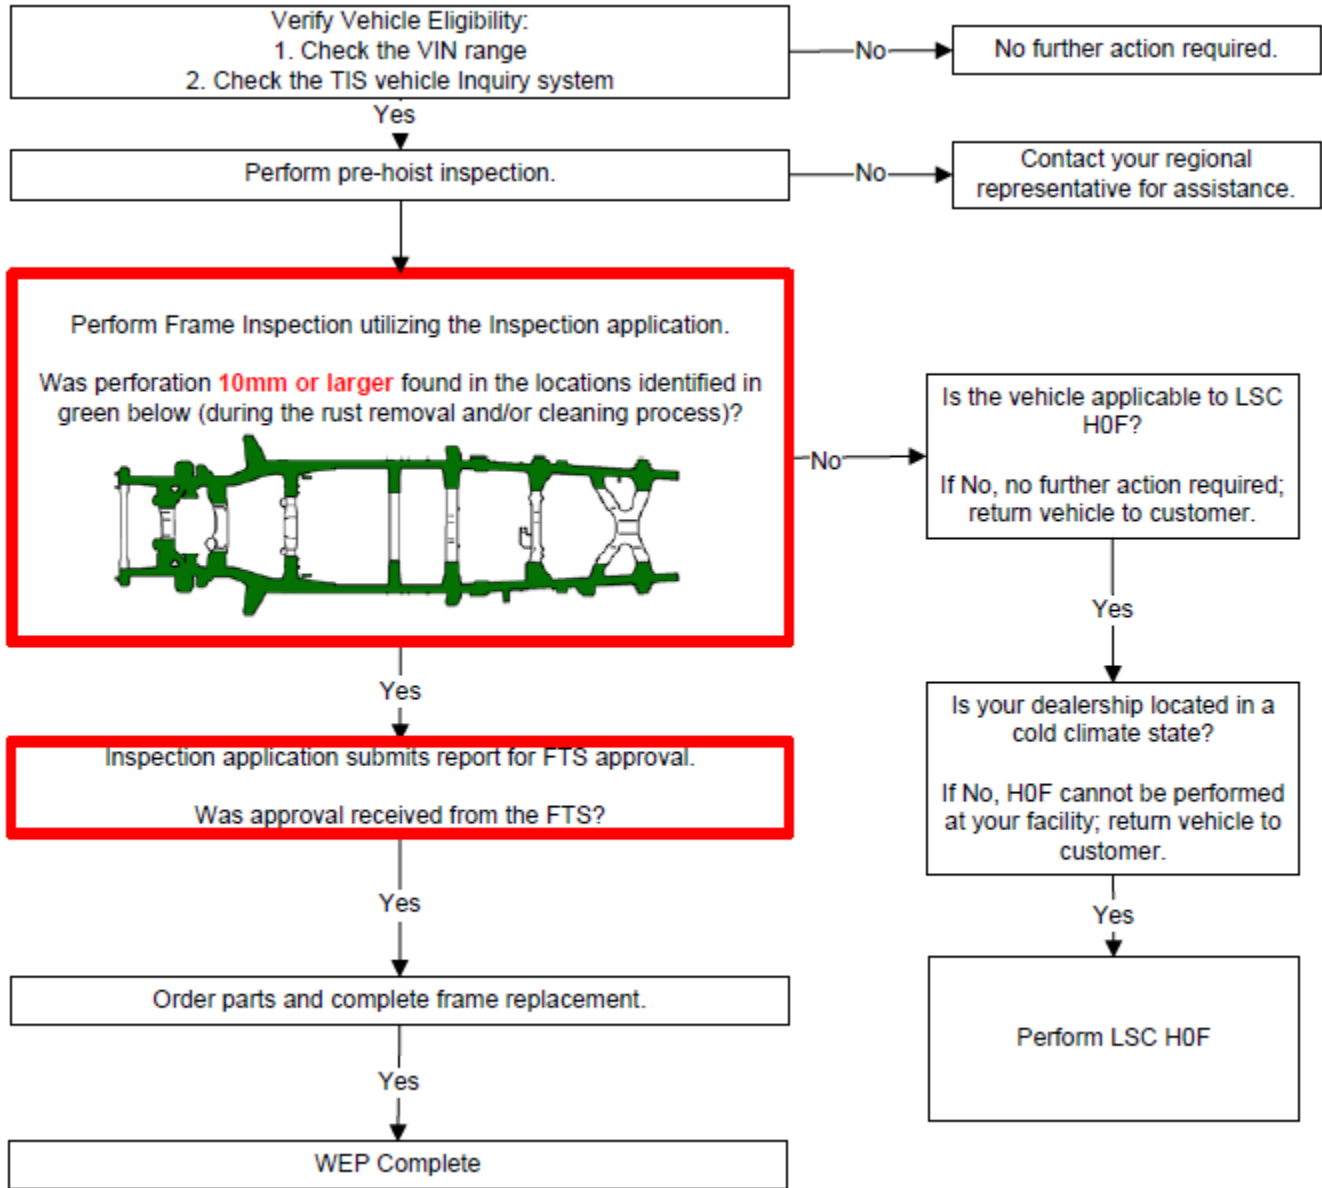 Verify Vehicle Eligibility:
1. Check the VIN range
2. Check the TIS vehicle Inquiry system
No
No further action required.
Yes
Perform pre-hoist inspection.
No
Contact your regional
representative for assistance.
Perform Frame Inspection utilizing the Inspection application.
Was perforation 10mm or larger found in the locations identified in
green below (during the rust removal and/or cleaning process)?
No
Is the vehicle applicable to LSC
H0F?
If No, no further action required;
return vehicle to customer.
Yes
Is your dealership located in a
cold climate state?
If No, H0F cannot be performed
at your facility; return vehicle to
customer.
Yes
Perform LSC H0F
Yes
Inspection application submits report for FTS approval.
Was approval received from the FTS?
Yes
Order parts and complete frame replacement.
Yes
WEP Complete